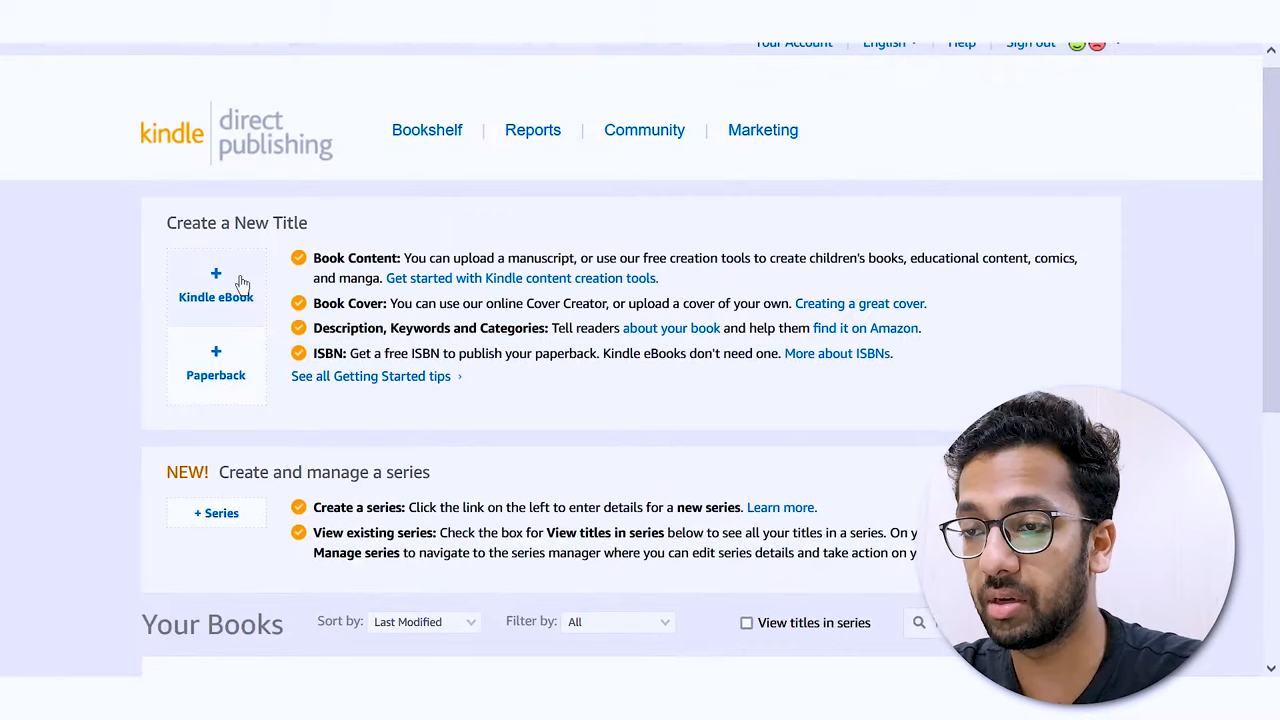 Your Account English Help Sign out
kindle direct publishing
Bookshelf | Reports | Community | Marketing
Create a New Title
+
Kindle eBook
+
Paperback
Book Content: You can upload a manuscript, or use our free creation tools to create children's books, educational content, comics,
and manga. Get started with Kindle content creation tools.
Book Cover: You can use our online Cover Creator, or upload a cover of your own. Creating a great cover.
Description, Keywords and Categories: Tell readers about your book and help them find it on Amazon.
ISBN: Get a free ISBN to publish your paperback. Kindle eBooks don't need one. More about ISBNs.
See all Getting Started tips ›
NEW! Create and manage a series
+ Series
Create a series: Click the link on the left to enter details for a new series. Learn more.
View existing series: Check the box for View titles in series below to see all your titles in a series. On y
Manage series to navigate to the series manager where you can edit series details and take action on y
Your Books Sort by: Last Modified Filter by: All View titles in series